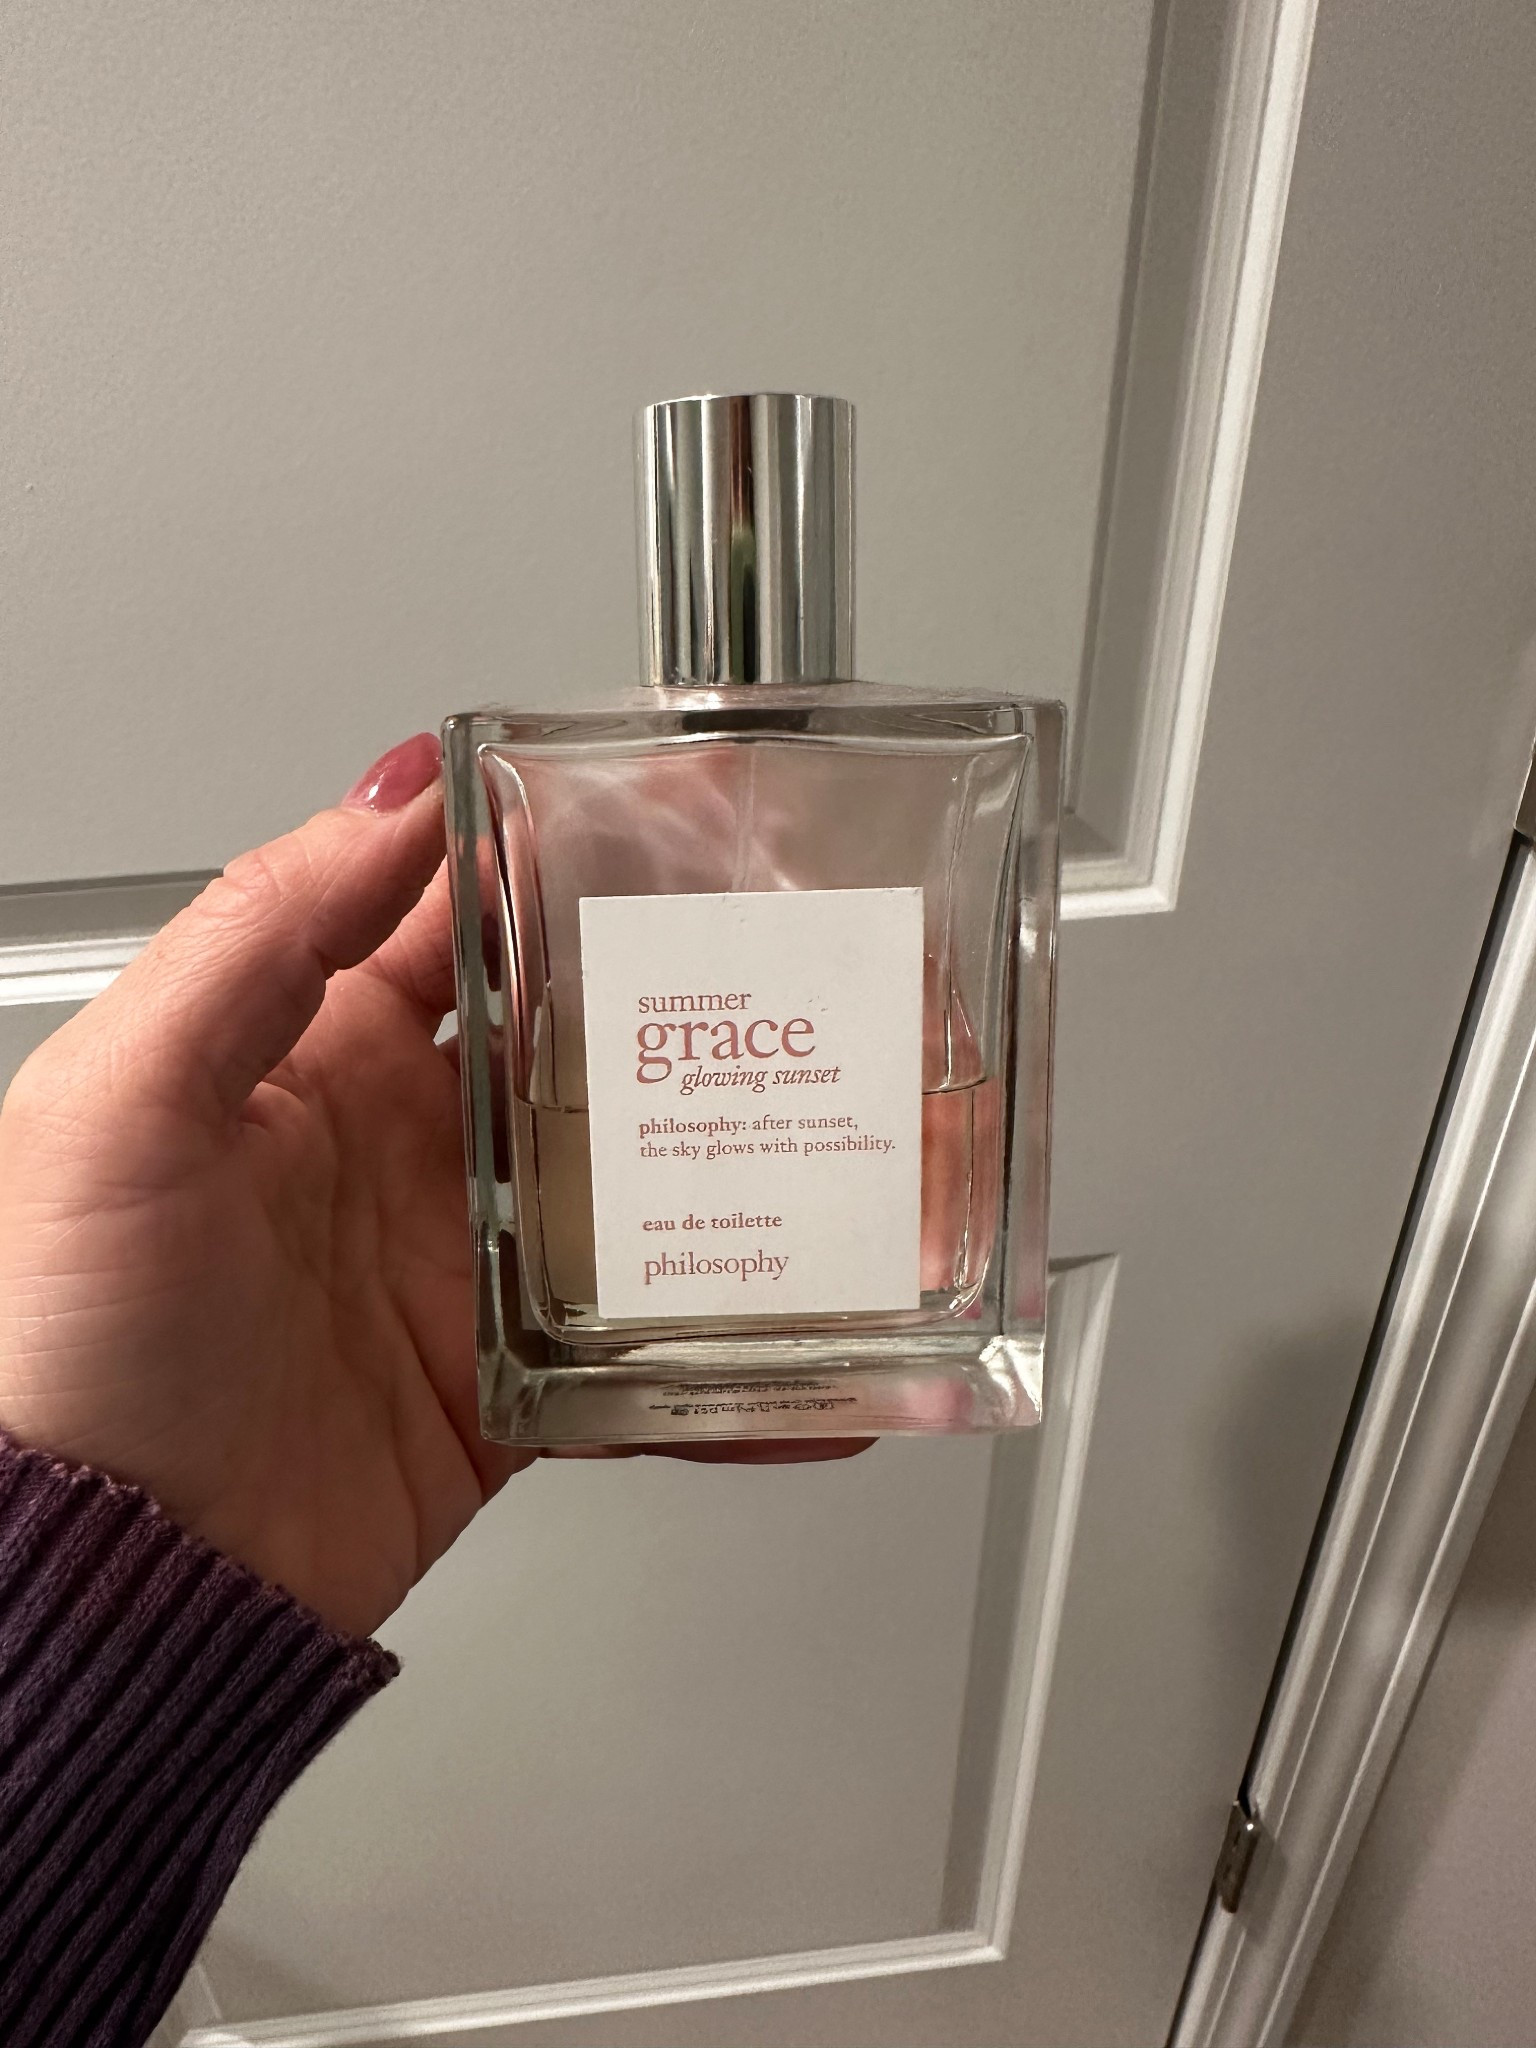 summer
grace
glowing sunset
philosophy: after sunset,
the sky glows with possibility.
eau de toilette
philosophy